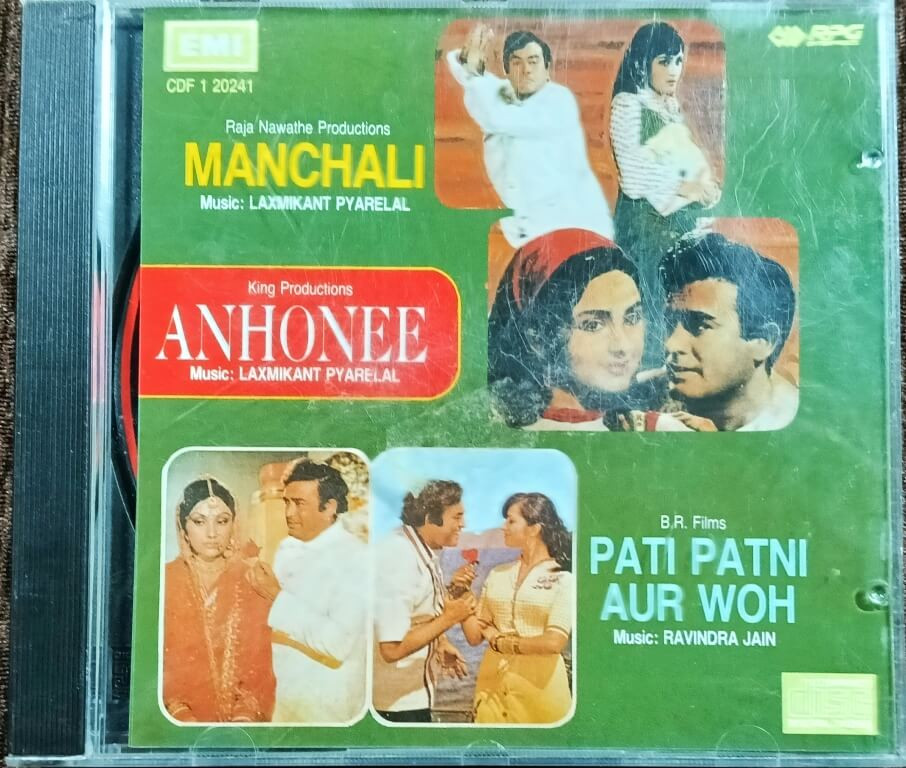 EMI
RPG
CDF 1 20241
Raja Nawathe Productions
MANCHALI
Music: LAXMIKANT PYARELAL
King Productions
ANHONEE
Music: LAXMIKANT PYARELAL
B.R. Films
PATI PATNI
AUR WOH
Music: RAVINDRA JAIN
disc